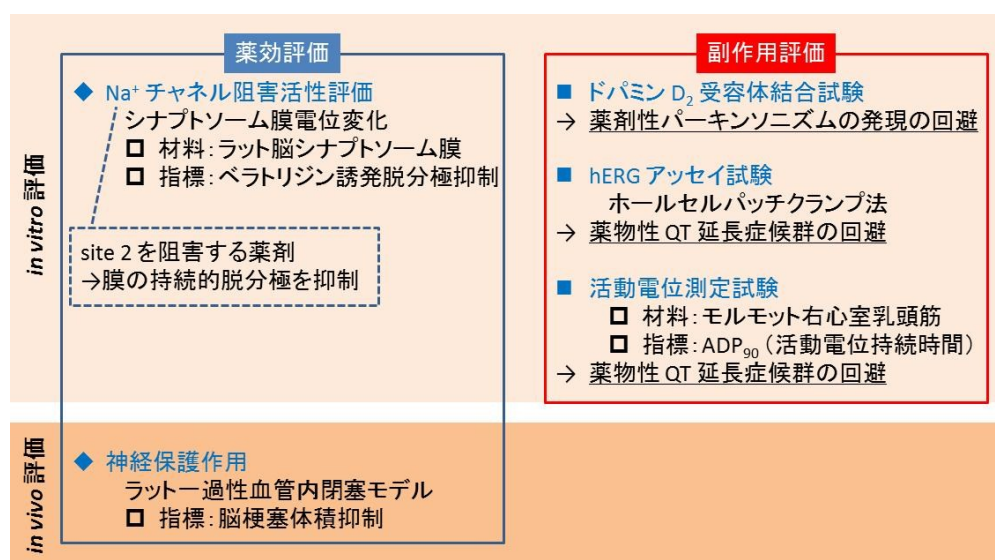 in vitro 評価
薬効評価
◆ Na⁺ チャネル阻害活性評価
シナプトソーム膜電位変化
□ 材料：ラット脳シナプトソーム膜
□ 指標：ベラトリジン誘発脱分極抑制
site 2 を阻害する薬剤
→膜の持続的脱分極を抑制
副作用評価
■ ドパミン D₂ 受容体結合試験
→ 薬剤性パーキンソニズムの発現の回避
■ hERG アッセイ試験
ホールセルパッチクランプ法
→ 薬物性 QT 延長症候群の回避
■ 活動電位測定試験
□ 材料：モルモット右心室乳頭筋
□ 指標：ADP₉₀（活動電位持続時間）
→ 薬物性 QT 延長症候群の回避
in vivo 評価
◆ 神経保護作用
ラット一過性血管内閉塞モデル
□ 指標：脳梗塞体積抑制